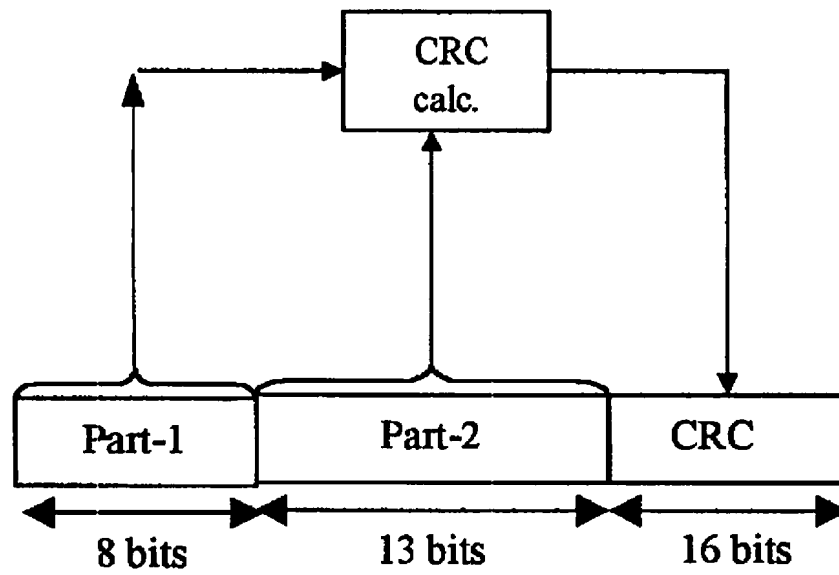 CRC
calc.
Part-1
Part-2
CRC
8 bits
13 bits
16 bits